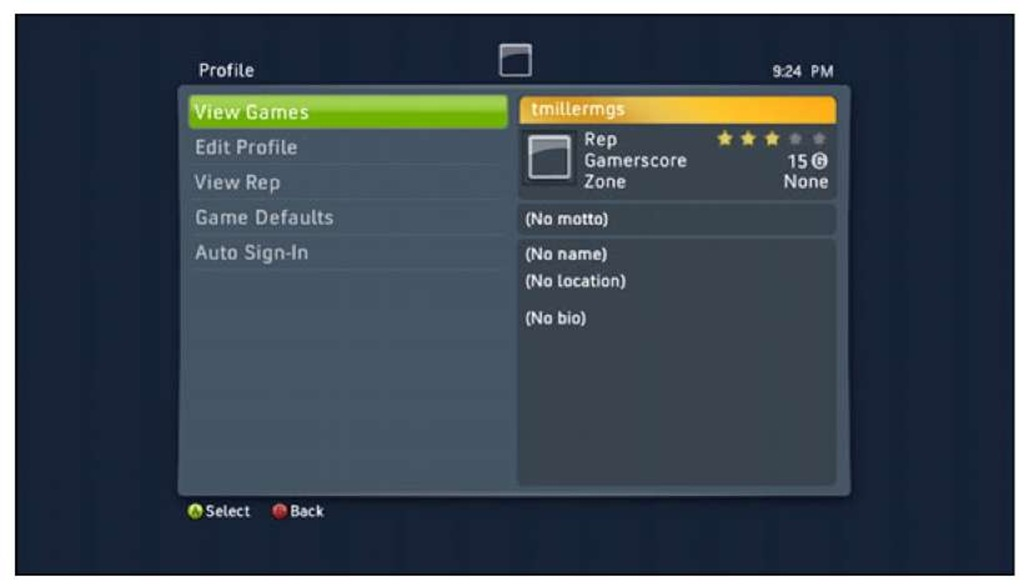 Profile
9:24 PM
View Games
Edit Profile
View Rep
Game Defaults
Auto Sign-In
tmillermgs
Rep
Gamerscore 15 G
Zone None
(No motto)
(No name)
(No location)
(No bio)
A Select B Back